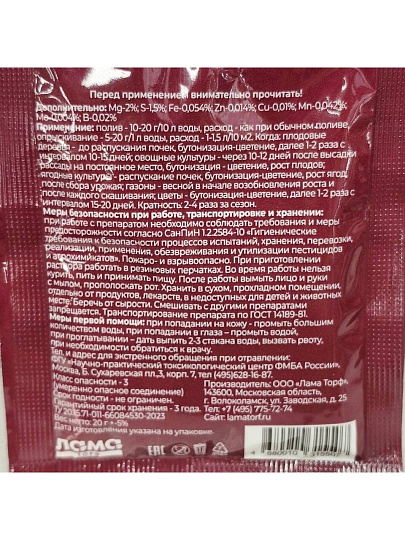 Перед применением внимательно прочитать!
Дополнительно: Mg-2%; S-1,5%; Fe-0,054%; Zn-0,014%; Cu-0,01%; Mn-0,042%;
Mo-0,004%; B-0,02%
Применение: полив - 10-20 г/10 л воды, расход - как при обычном поливе,
опрыскивание - 5-20 г/1 л воды, расход - 1-1,5 л/10 м2. Когда: плодовые
деревья - до распускания почек, бутонизация-цветение, далее 1-2 раза с
интервалом 10-15 дней; овощные культуры - через 10-12 дней после высадки
рассады на постоянное место, бутонизация - цветение, рост плодов;
ягодные культуры - распускание почек, бутонизация-цветение, рост ягод,
после сбора урожая; газоны - весной в начале возобновления роста и
после каждого скашивания; цветы - бутонизация-цветение, далее 1-2 раза с
интервалом 15-20 дней. Кратность: 2-4 раза за сезон.
Меры безопасности при работе, транспортировке и хранении:
при работе с препаратом необходимо соблюдать требования и меры
предосторожности согласно СанПиН 1.2.2584-10 «Гигиенические
требования к безопасности процессов испытаний, хранения, перевозки,
реализации, применения, обезвреживания и утилизации пестицидов
и агрохимикатов». Пожаро- и взрывоопасно. При приготовлении
раствора работать в резиновых перчатках. Во время работы нельзя
курить, пить и принимать пищу. После работы вымыть лицо и руки
с мылом, прополоскать рот. Хранить в сухом, прохладном помещении
отдельно от продуктов, лекарств, в недоступных для детей и животных
месте. Беречь от сырости. Смешивать с другими препаратами
запрещается. Транспортирование препарата по ГОСТ 14189-81.
Меры первой помощи: при попадании на кожу - промыть большим
количеством воды, при попадании в глаза – промыть водой,
при проглатывании - дать выпить 2-3 стакана воды, вызвать рвоту,
при необходимости обратиться к врачу.
Тел. и адрес для экстренного обращения при отравлении:
ФГУ «Научно-практический токсикологический центр ФМБА России»,
Москва, Б. Сухаревская пл.,3, корп. 7, тел (495)628-16-87.
Класс опасности - 3
(умеренно опасное соединение)
Срок годности - не ограничен.
Гарантийный срок хранения - 3 года.
ТУ 20.15.71-011-66084530-2023
Вес: 20 г +-5%
Дата изготовления указана на упаковке.
Производитель: ООО «Лама Торф»,
143600, Московская область,
г. Волоколамск, ул. Заводская, д. 25
Тел. +7 (495) 775-72-74
Сайт: lamatorf.ru
ЛАМА
ТОРФ
EAC